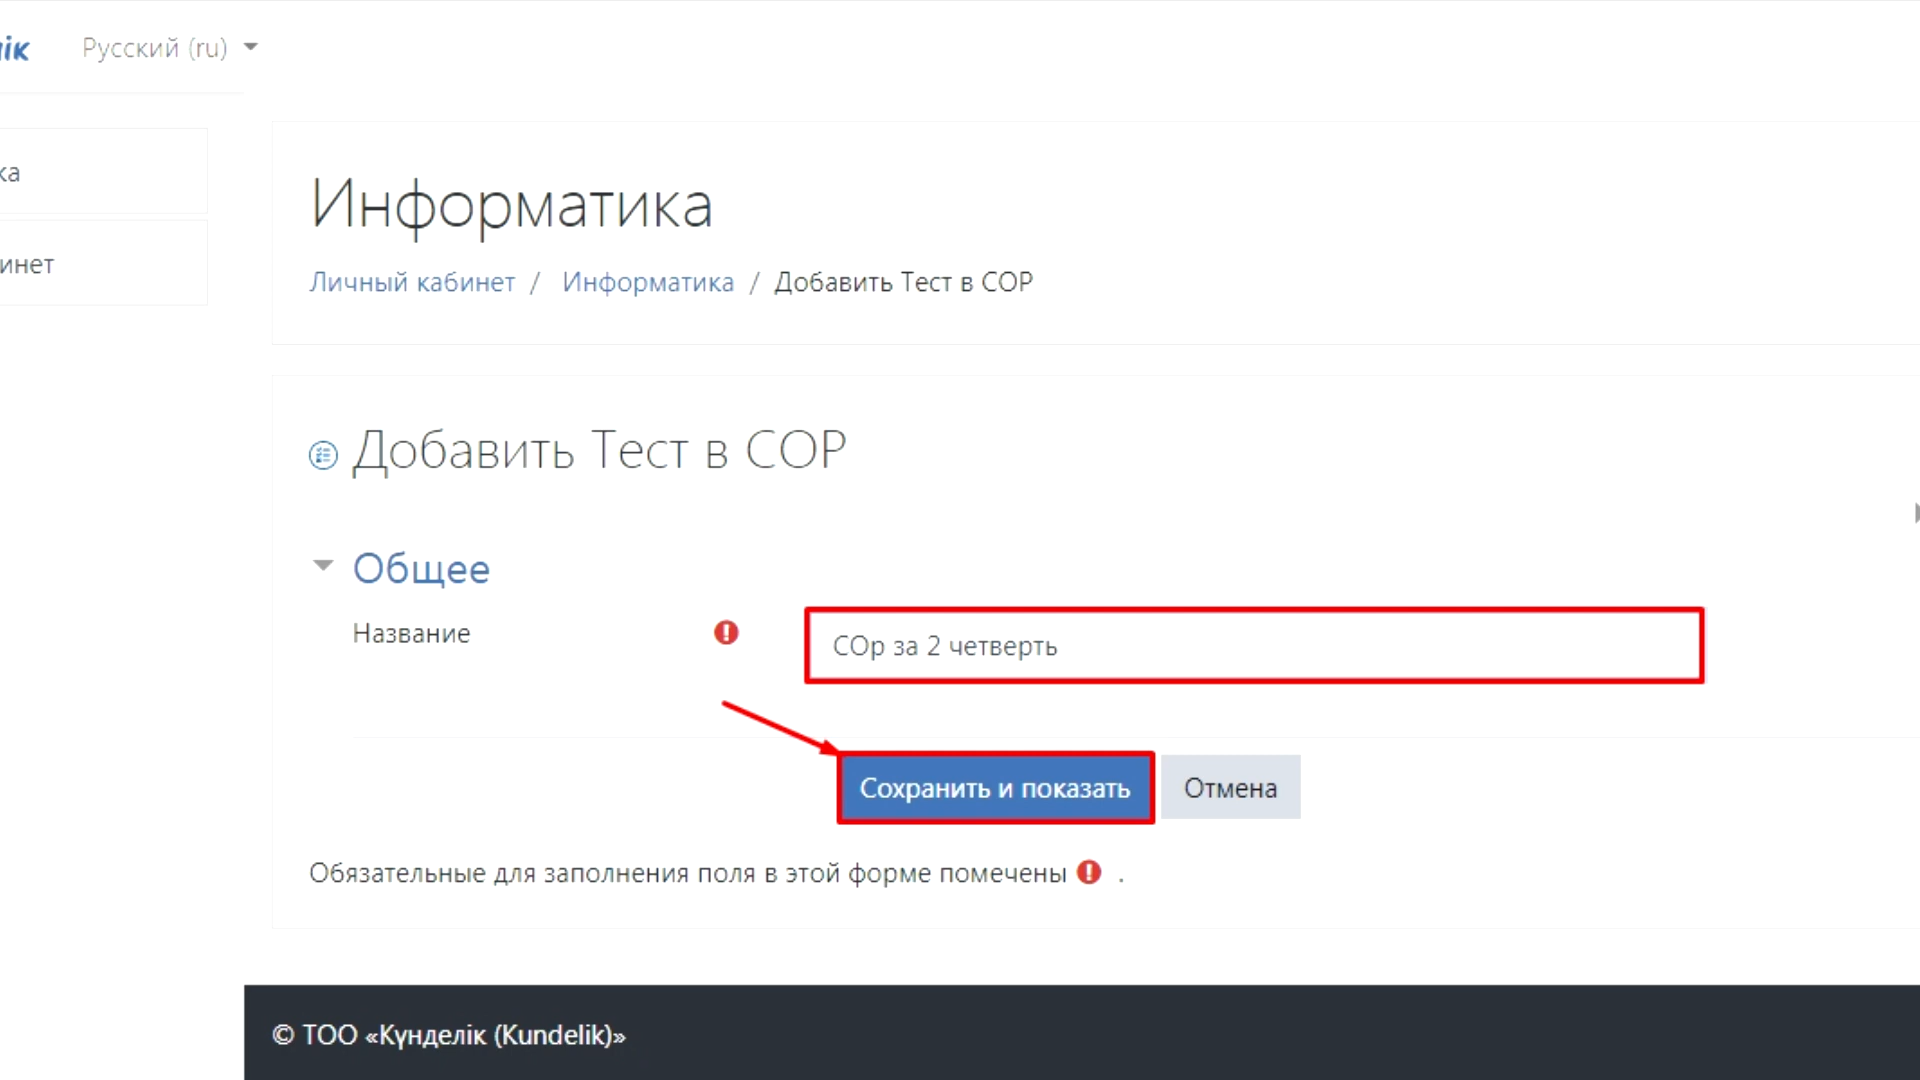 Русский (ru)
Информатика
Личный кабинет / Информатика / Добавить Тест в СОР
Добавить Тест в СОР
Общее
Название
СОр за 2 четверть
Сохранить и показать
Отмена
Обязательные для заполнения поля в этой форме помечены .
© ТОО «Күнделік (Kundelik)»